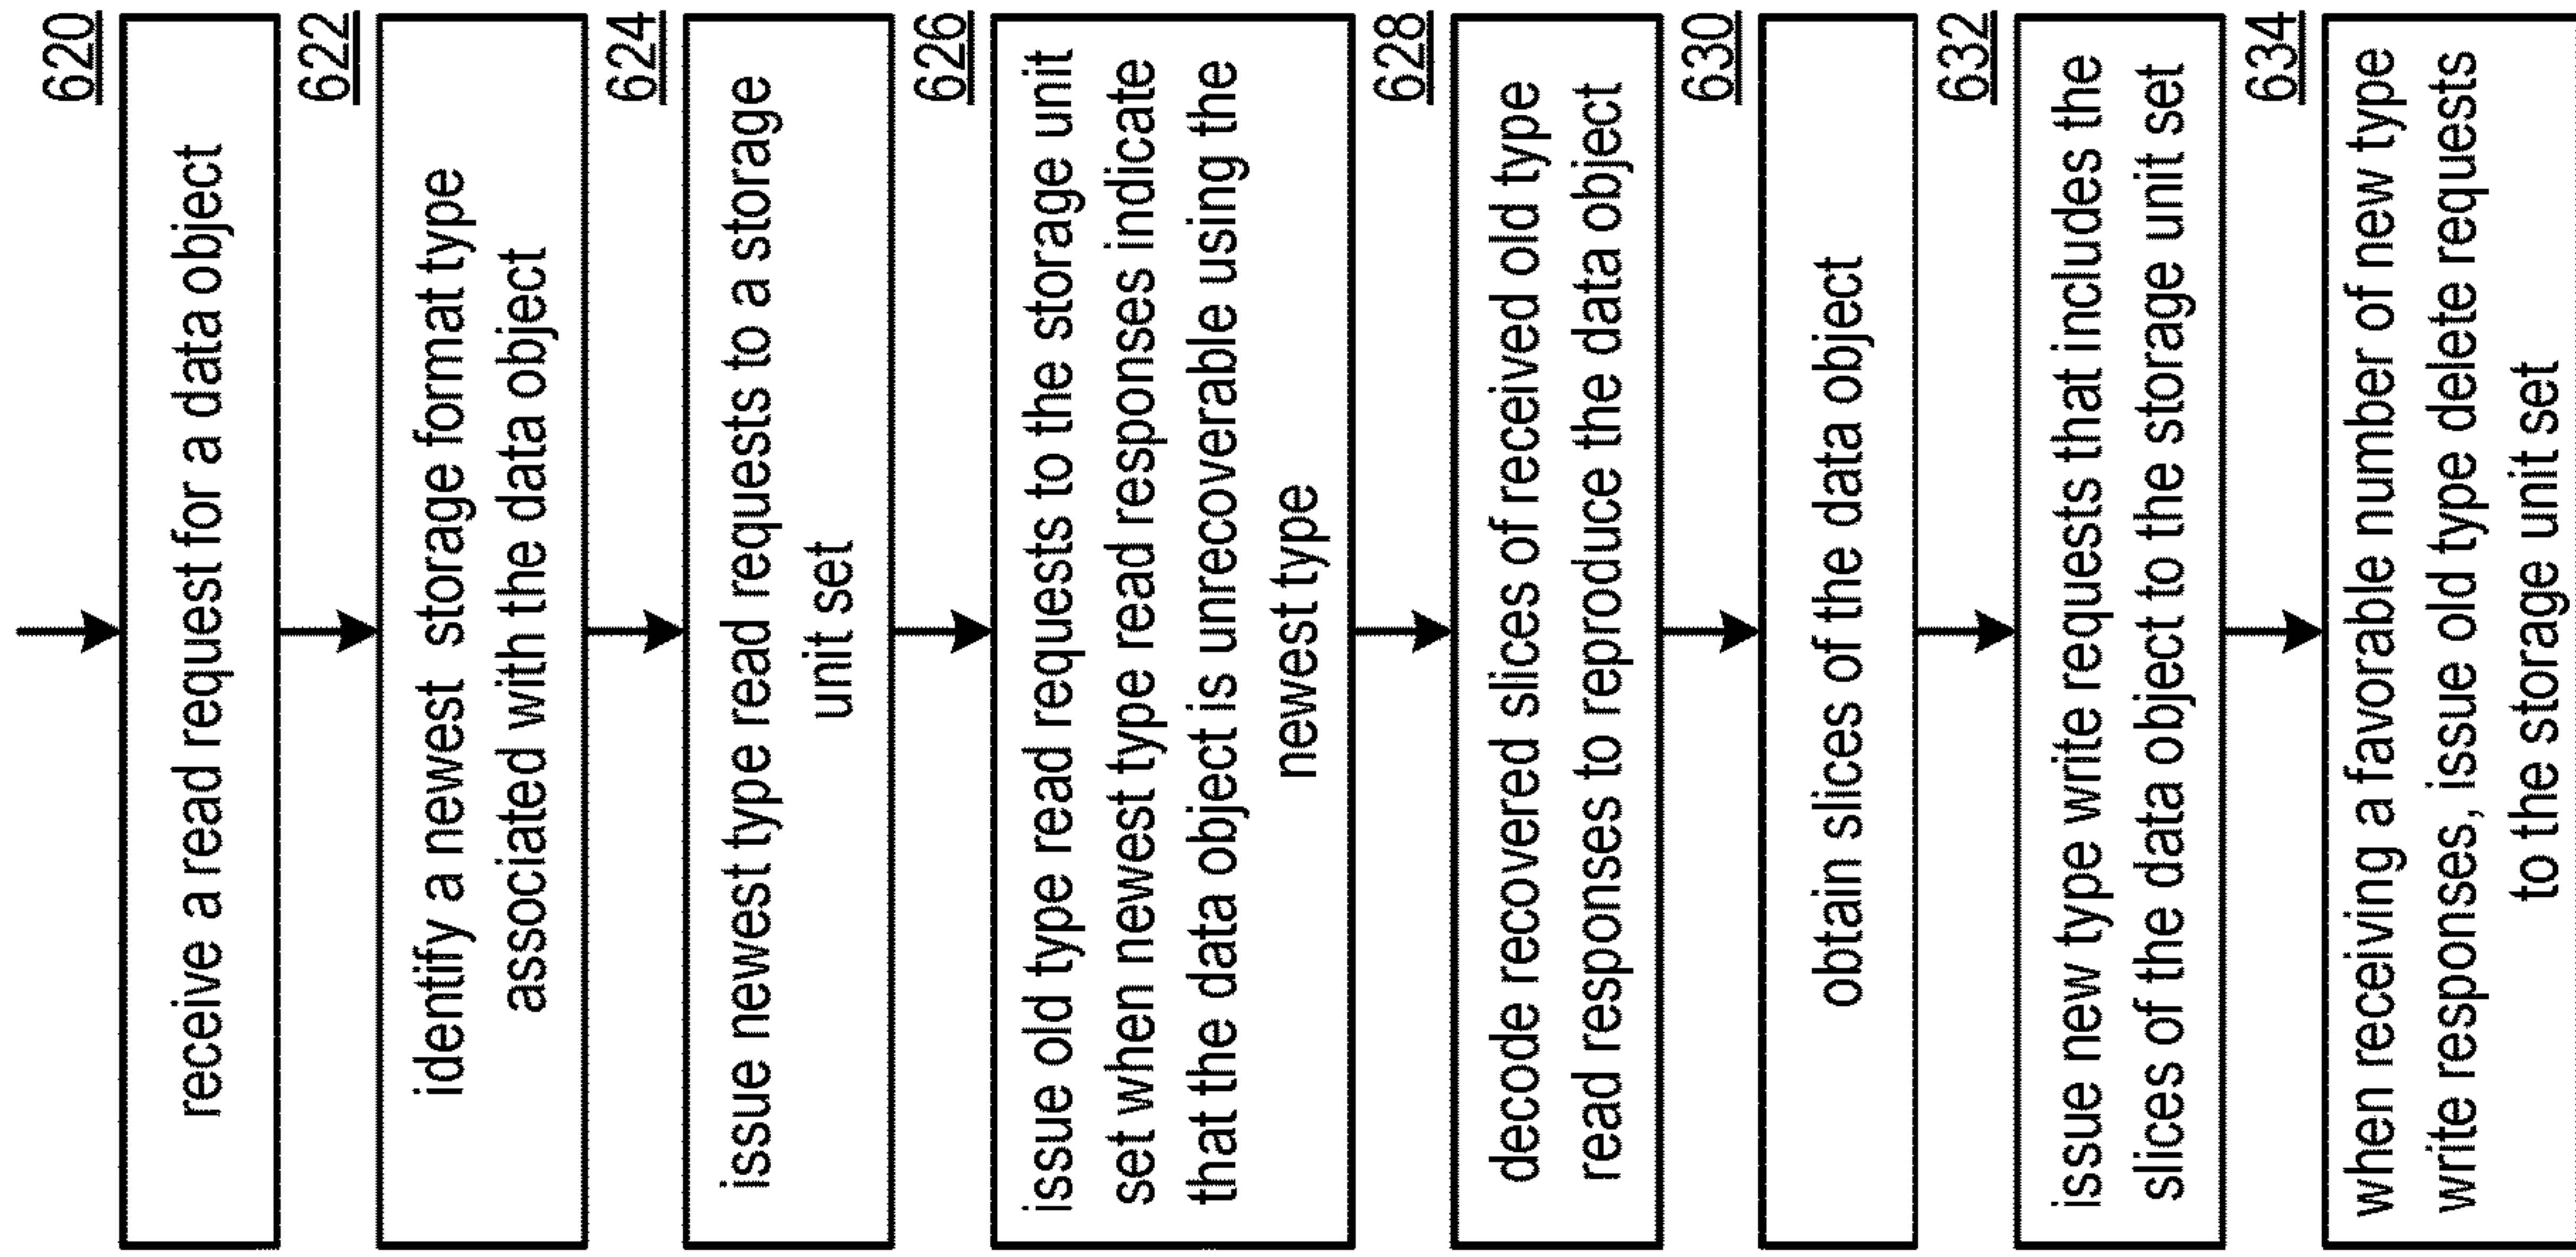 620
receive a read request for a data object
622
identify a newest storage format type
associated with the data object
624
issue newest type read requests to a storage
unit set
626
issue old type read requests to the storage unit
set when newest type read responses indicate
that the data object is unrecoverable using the
newest type
628
decode recovered slices of received old type
read responses to reproduce the data object
630
obtain slices of the data object
632
issue new type write requests that includes the
slices of the data object to the storage unit set
634
when receiving a favorable number of new type
write responses, issue old type delete requests
to the storage unit set